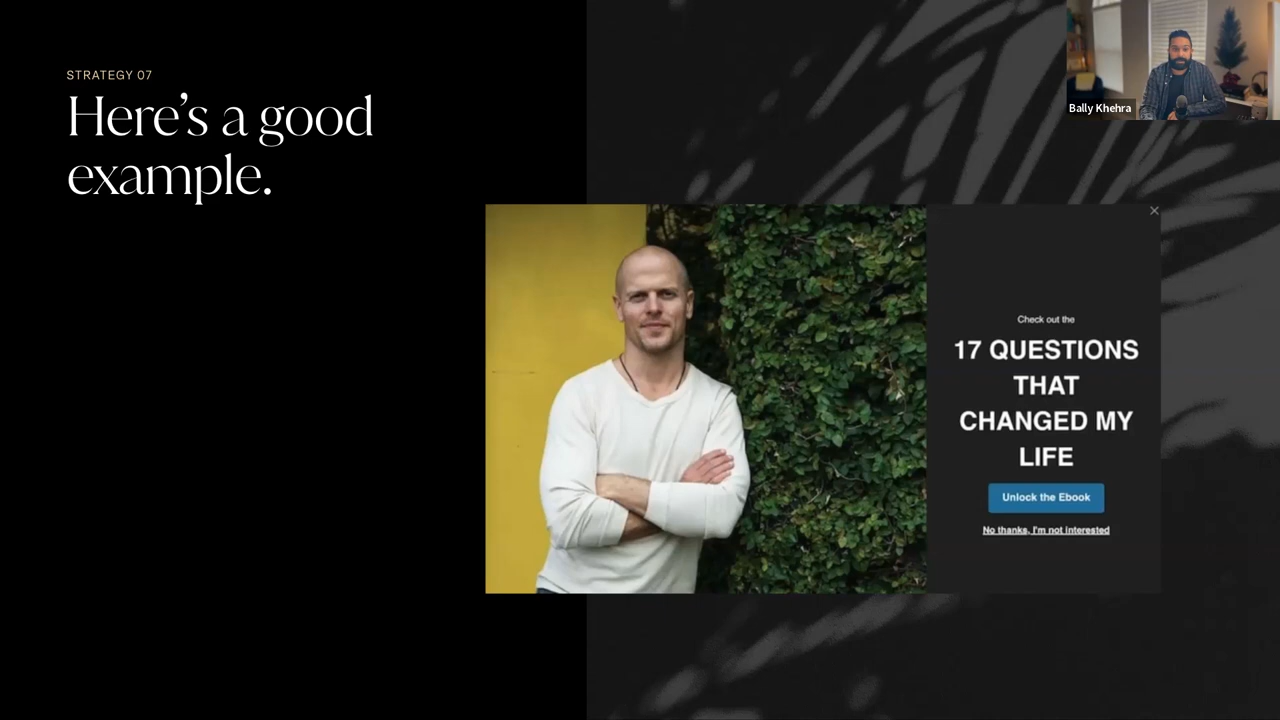 STRATEGY 07
Here’s a good
example.
Bally Khehra
Check out the
17 QUESTIONS
THAT
CHANGED MY
LIFE
Unlock the Ebook
No thanks, I'm not interested